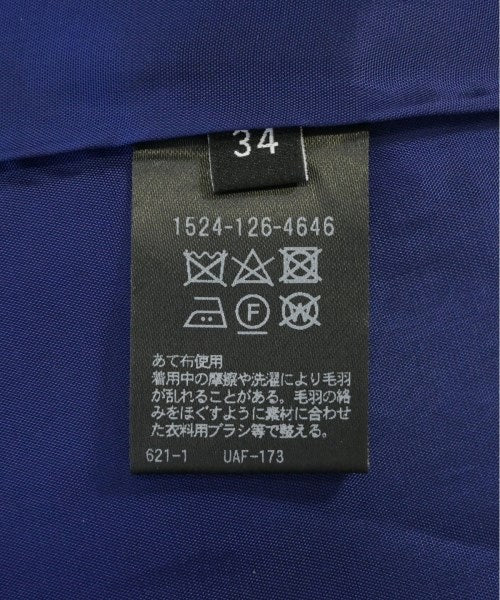 34
1524-126-4646
F
W
あて布使用
着用中の摩擦や洗濯により毛羽
が乱れることがある。毛羽の絡
みをほぐすように素材に合わせ
た衣料用ブラシ等で整える。
621-1 UAF-173